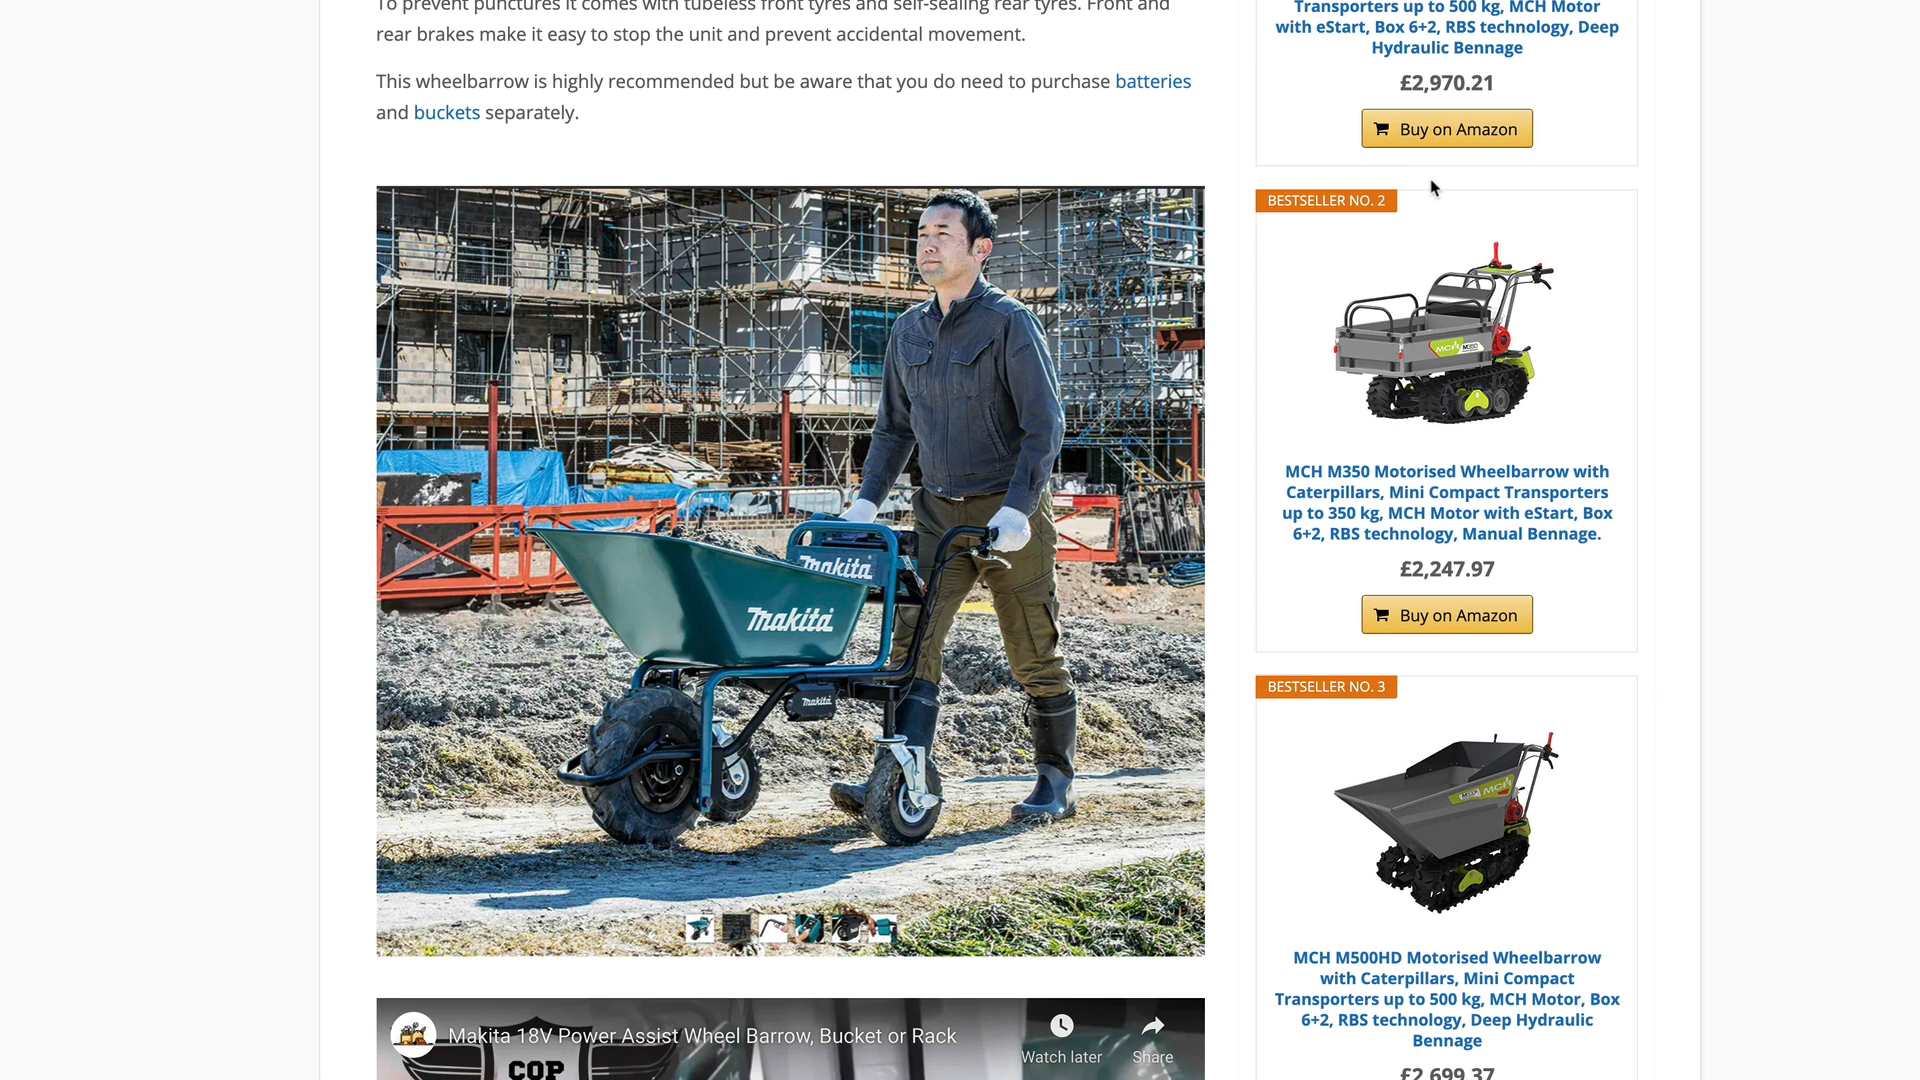 To prevent punctures it comes with tubeless front tyres and self-sealing rear tyres. Front and
rear brakes make it easy to stop the unit and prevent accidental movement.
This wheelbarrow is highly recommended but be aware that you do need to purchase batteries
and buckets separately.
Makita
Makita
Makita
Makita 18V Power Assist Wheel Barrow, Bucket or Rack
Watch later
Share
COP
Transporters up to 500 kg, MCH Motor
with eStart, Box 6+2, RBS technology, Deep
Hydraulic Bennage
£2,970.21
Buy on Amazon
BESTSELLER NO. 2
MCH M350
MCH M350 Motorised Wheelbarrow with
Caterpillars, Mini Compact Transporters
up to 350 kg, MCH Motor with eStart, Box
6+2, RBS technology, Manual Bennage.
£2,247.97
Buy on Amazon
BESTSELLER NO. 3
MCH
MCH M500HD Motorised Wheelbarrow
with Caterpillars, Mini Compact
Transporters up to 500 kg, MCH Motor, Box
6+2, RBS technology, Deep Hydraulic
Bennage
£2,699.37